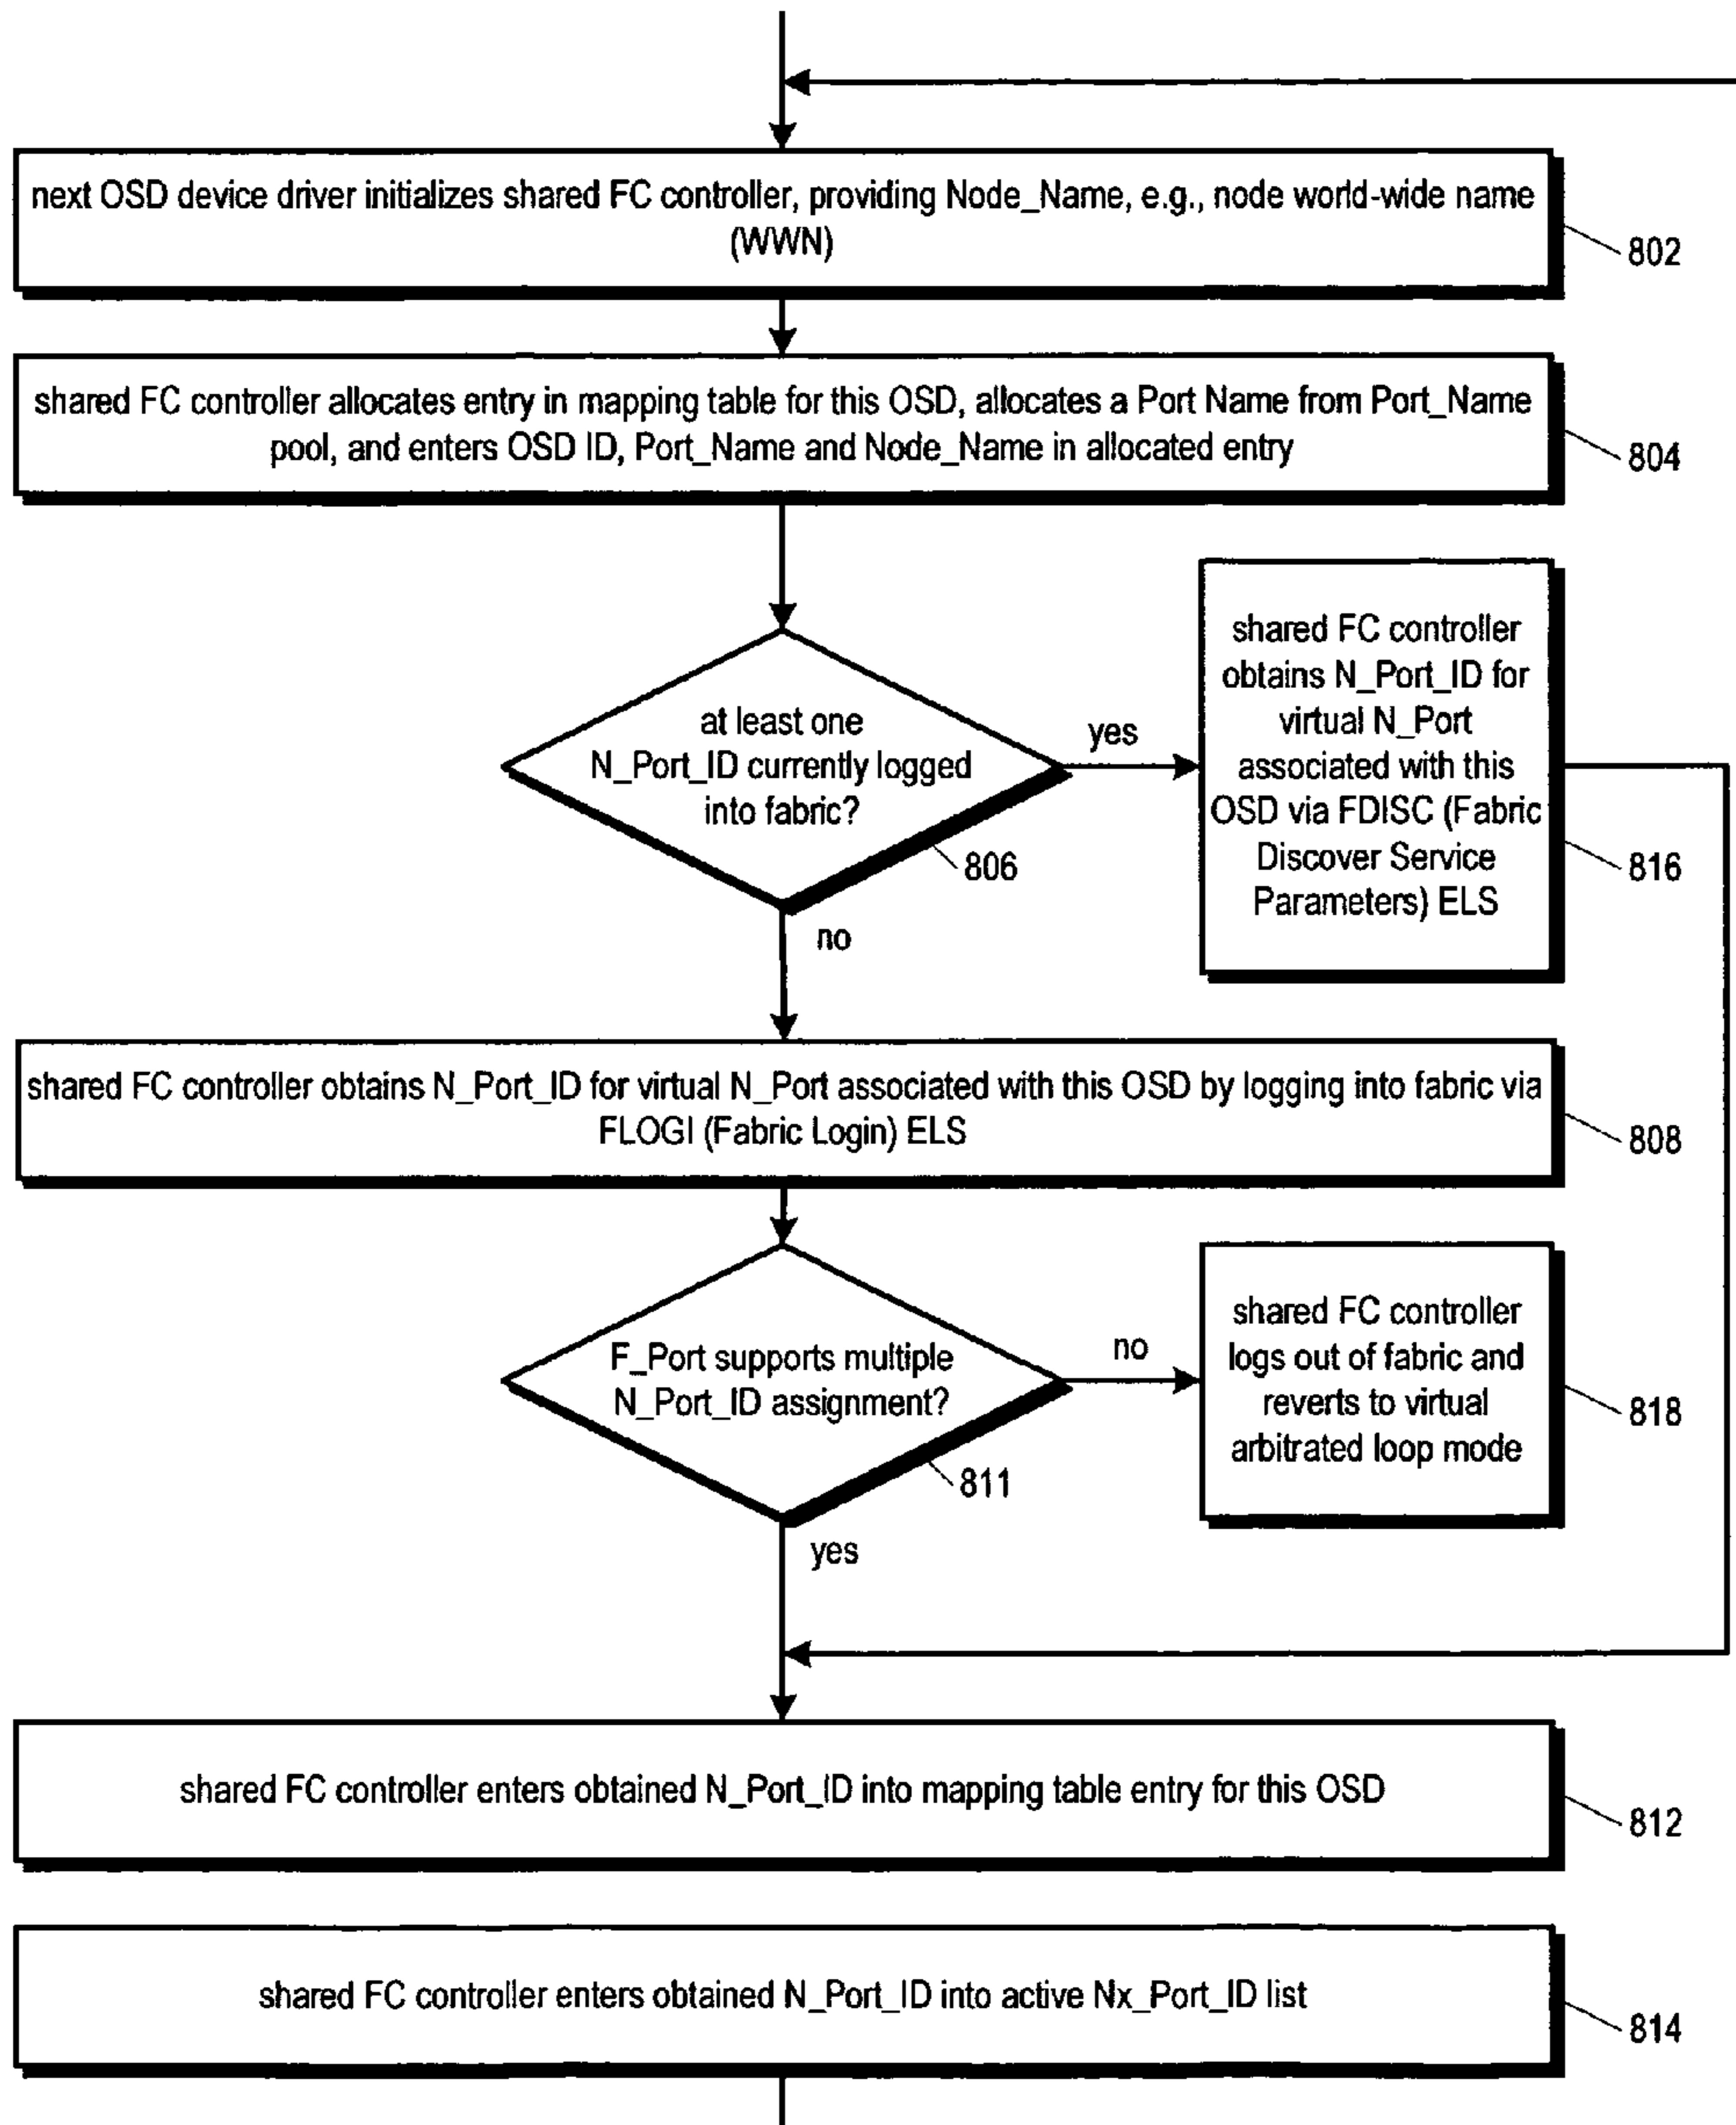 next OSD device driver initializes shared FC controller, providing Node_Name, e.g., node world-wide name
(WWN)
802
shared FC controller allocates entry in mapping table for this OSD, allocates a Port Name from Port_Name
pool, and enters OSD ID, Port_Name and Node_Name in allocated entry
804
at least one
N_Port_ID currently logged
into fabric?
806
yes
no
shared FC controller
obtains N_Port_ID for
virtual N_Port
associated with this
OSD via FDISC (Fabric
Discover Service
Parameters) ELS
816
shared FC controller obtains N_Port_ID for virtual N_Port associated with this OSD by logging into fabric via
FLOGI (Fabric Login) ELS
808
F_Port supports multiple
N_Port_ID assignment?
811
no
yes
shared FC controller
logs out of fabric and
reverts to virtual
arbitrated loop mode
818
shared FC controller enters obtained N_Port_ID into mapping table entry for this OSD
812
shared FC controller enters obtained N_Port_ID into active Nx_Port_ID list
814